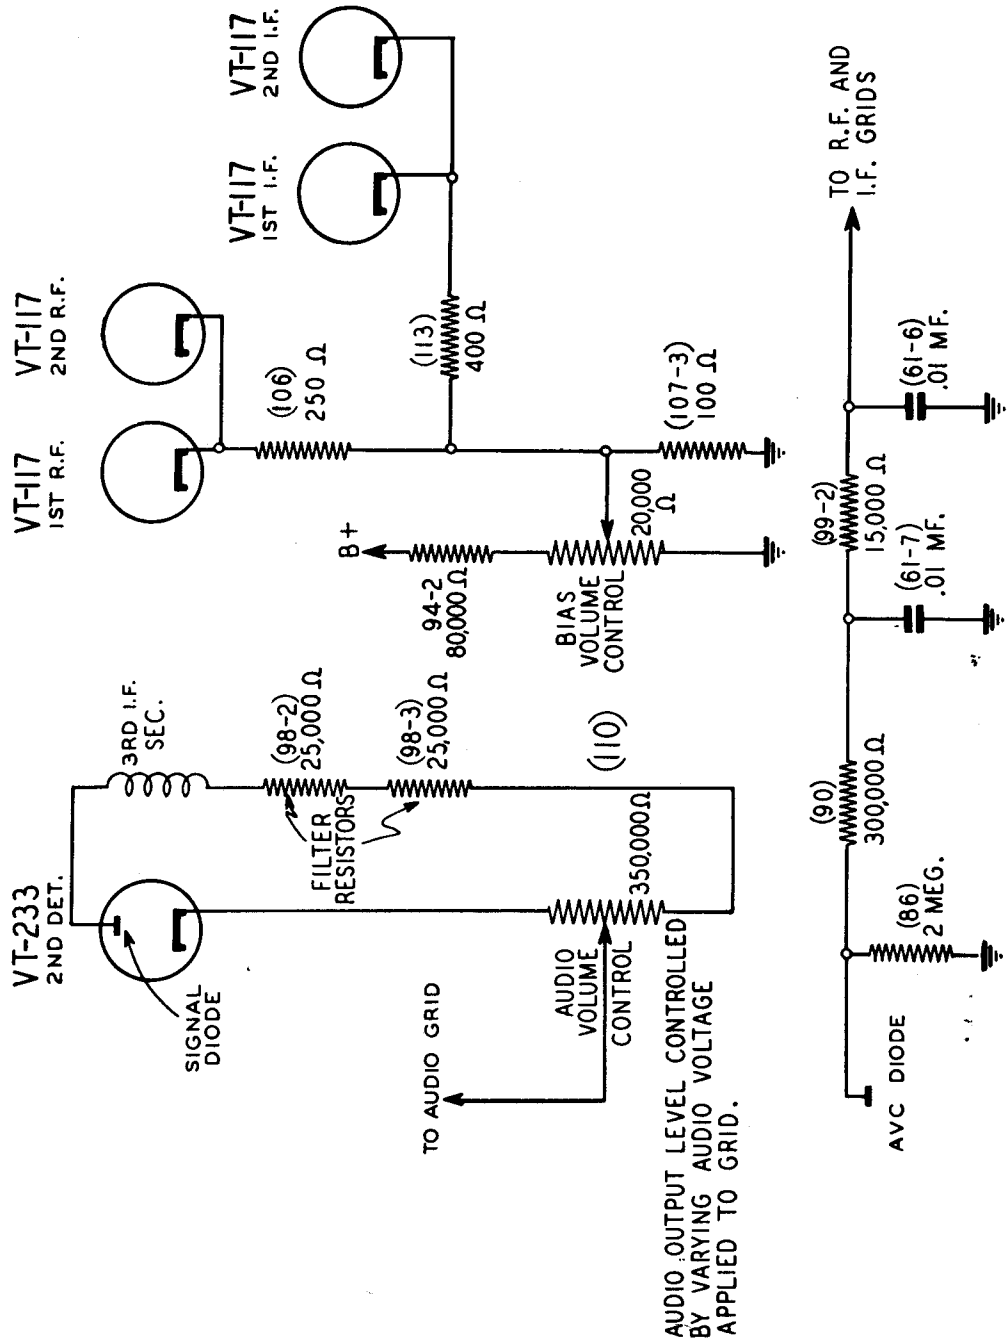 VT-233
2ND DET.
SIGNAL
DIODE
3RD I.F.
SEC.
(98-2)
25,000 Ω
FILTER
RESISTORS
(98-3)
25,000 Ω
TO AUDIO GRID
AUDIO
VOLUME
CONTROL
350,000 Ω
(110)
AUDIO OUTPUT LEVEL CONTROLLED
BY VARYING AUDIO VOLTAGE
APPLIED TO GRID.
VT-117
1ST R.F.
VT-117
2ND R.F.
VT-117
1ST I.F.
VT-117
2ND I.F.
(106)
250 Ω
(113)
400 Ω
B+
94-2
80,000 Ω
BIAS
VOLUME
CONTROL
20,000
Ω
(107-3)
100 Ω
AVC DIODE
(86)
2 MEG.
(90)
300,000 Ω
(61-7)
.01 MF.
(99-2)
15,000 Ω
(61-6)
.01 MF.
TO R.F. AND
I.F. GRIDS